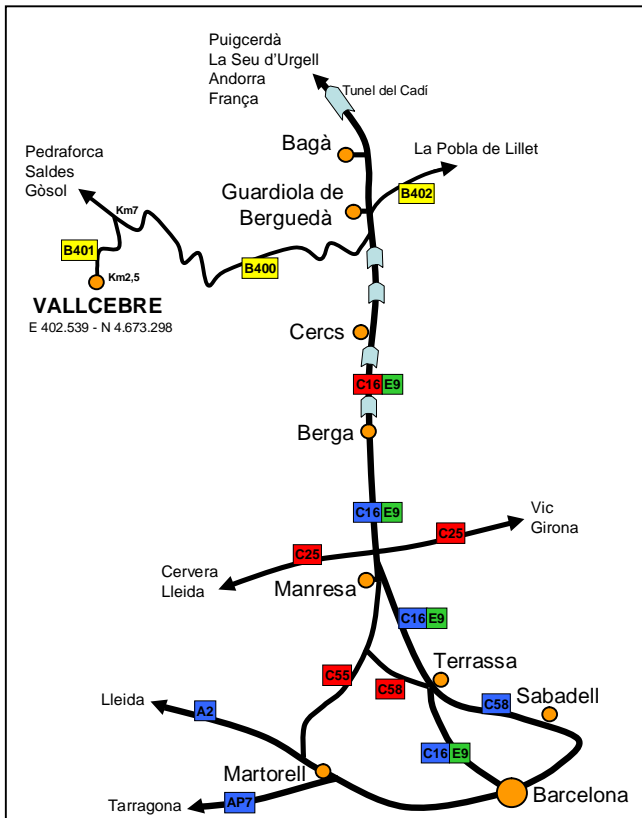 Puigcerdà
La Seu d'Urgell
Andorra
França
Tunel del Cadí
Bagà
La Pobla de Lillet
Pedraforca
Saldes
Gòsol
Guardiola de
Berguedà
B402
Km7
B401
B400
Km2,5
VALLCEBRE
E 402.539 - N 4.673.298
Cercs
C16 E9
Berga
C16 E9
Vic
Girona
C25
C25
Cervera
Lleida
Manresa
C16 E9
Terrassa
C55
C58
Sabadell
C58
Lleida
A2
C16 E9
Martorell
Barcelona
Tarragona
AP7